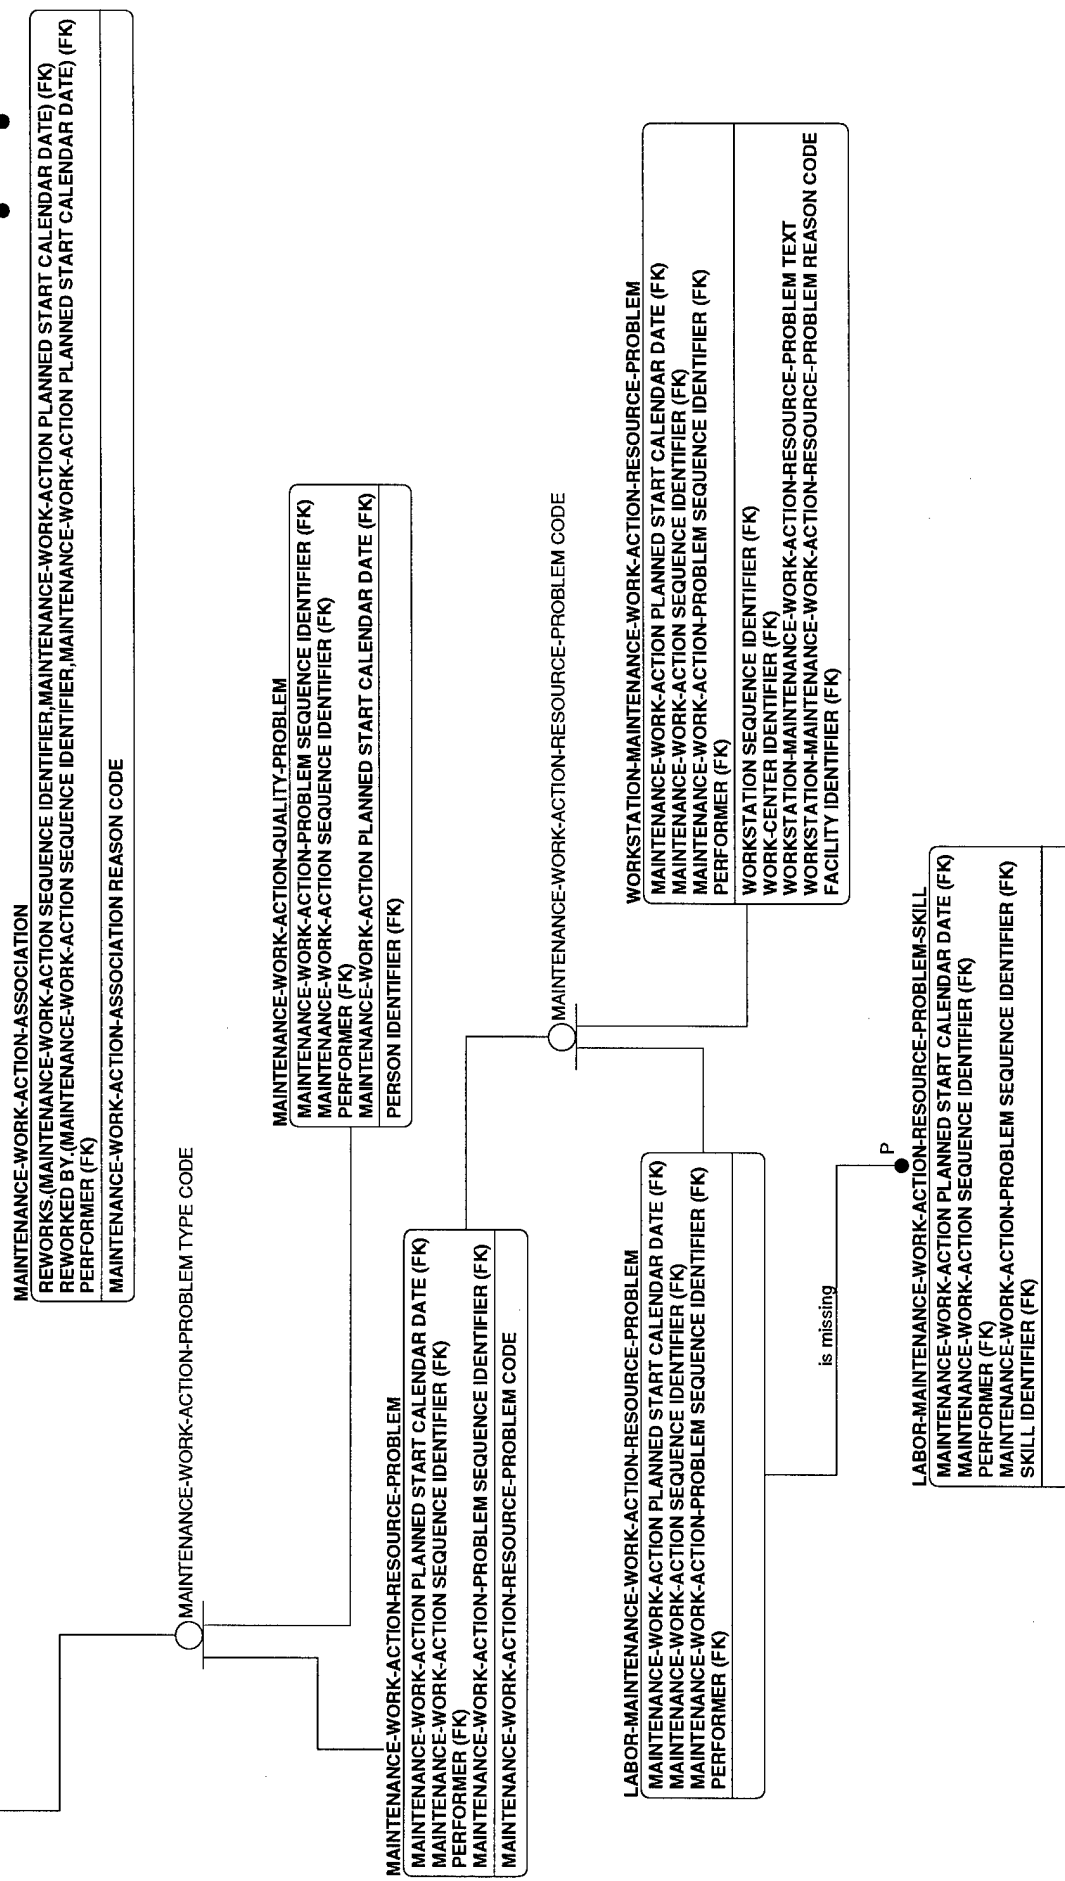 MAINTENANCE-WORK-ACTION-ASSOCIATION
REWORKS.(MAINTENANCE-WORK-ACTION SEQUENCE IDENTIFIER,MAINTENANCE-WORK-ACTION PLANNED START CALENDAR DATE) (FK)
REWORKED BY.(MAINTENANCE-WORK-ACTION SEQUENCE IDENTIFIER,MAINTENANCE-WORK-ACTION PLANNED START CALENDAR DATE) (FK)
PERFORMER (FK)
MAINTENANCE-WORK-ACTION-ASSOCIATION REASON CODE
MAINTENANCE-WORK-ACTION-PROBLEM TYPE CODE
MAINTENANCE-WORK-ACTION-QUALITY-PROBLEM
MAINTENANCE-WORK-ACTION-PROBLEM SEQUENCE IDENTIFIER (FK)
MAINTENANCE-WORK-ACTION SEQUENCE IDENTIFIER (FK)
PERFORMER (FK)
MAINTENANCE-WORK-ACTION PLANNED START CALENDAR DATE (FK)
PERSON IDENTIFIER (FK)
MAINTENANCE-WORK-ACTION-RESOURCE-PROBLEM
MAINTENANCE-WORK-ACTION PLANNED START CALENDAR DATE (FK)
MAINTENANCE-WORK-ACTION SEQUENCE IDENTIFIER (FK)
PERFORMER (FK)
MAINTENANCE-WORK-ACTION-PROBLEM SEQUENCE IDENTIFIER (FK)
MAINTENANCE-WORK-ACTION-RESOURCE-PROBLEM CODE
MAINTENANCE-WORK-ACTION-RESOURCE-PROBLEM CODE
LABOR-MAINTENANCE-WORK-ACTION-RESOURCE-PROBLEM
MAINTENANCE-WORK-ACTION PLANNED START CALENDAR DATE (FK)
MAINTENANCE-WORK-ACTION SEQUENCE IDENTIFIER (FK)
MAINTENANCE-WORK-ACTION-PROBLEM SEQUENCE IDENTIFIER (FK)
PERFORMER (FK)
WORKSTATION-MAINTENANCE-WORK-ACTION-RESOURCE-PROBLEM
MAINTENANCE-WORK-ACTION PLANNED START CALENDAR DATE (FK)
MAINTENANCE-WORK-ACTION SEQUENCE IDENTIFIER (FK)
MAINTENANCE-WORK-ACTION-PROBLEM SEQUENCE IDENTIFIER (FK)
PERFORMER (FK)
WORKSTATION SEQUENCE IDENTIFIER (FK)
WORK-CENTER IDENTIFIER (FK)
WORKSTATION-MAINTENANCE-WORK-ACTION-RESOURCE-PROBLEM TEXT
WORKSTATION-MAINTENANCE-WORK-ACTION-RESOURCE-PROBLEM REASON CODE
FACILITY IDENTIFIER (FK)
is missing
P
LABOR-MAINTENANCE-WORK-ACTION-RESOURCE-PROBLEM-SKILL
MAINTENANCE-WORK-ACTION PLANNED START CALENDAR DATE (FK)
MAINTENANCE-WORK-ACTION SEQUENCE IDENTIFIER (FK)
PERFORMER (FK)
MAINTENANCE-WORK-ACTION-PROBLEM SEQUENCE IDENTIFIER (FK)
SKILL IDENTIFIER (FK)